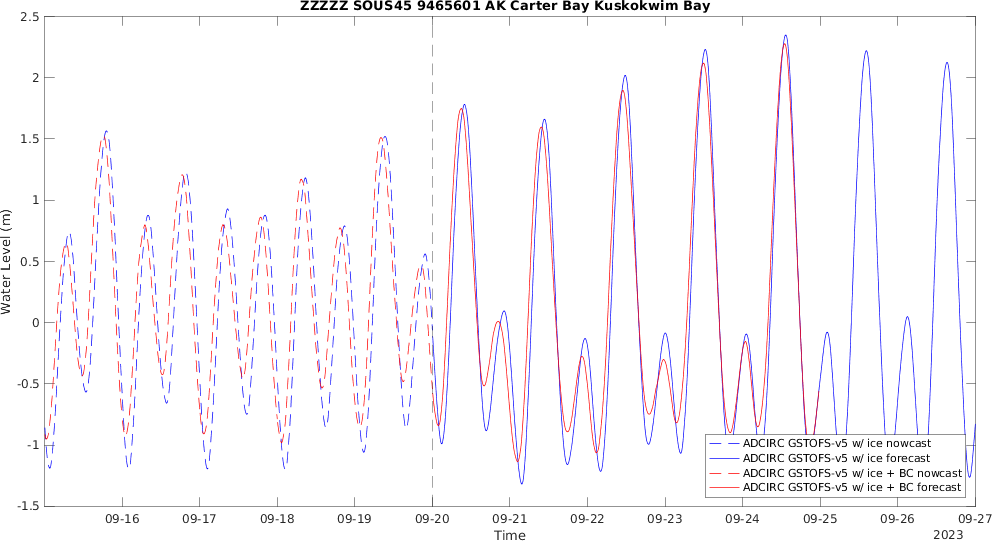 ZZZZZ SOUS45 9465601 AK Carter Bay Kuskokwim Bay
2.5
2
1.5
1
0.5
0
-0.5
-1
-1.5
Water Level (m)
ADCIRC GSTOFS-v5 w/ ice nowcast
ADCIRC GSTOFS-v5 w/ ice forecast
ADCIRC GSTOFS-v5 w/ ice + BC nowcast
ADCIRC GSTOFS-v5 w/ ice + BC forecast
09-16 09-17 09-18 09-19 09-20 09-21 09-22 09-23 09-24 09-25 09-26 09-27
Time
2023